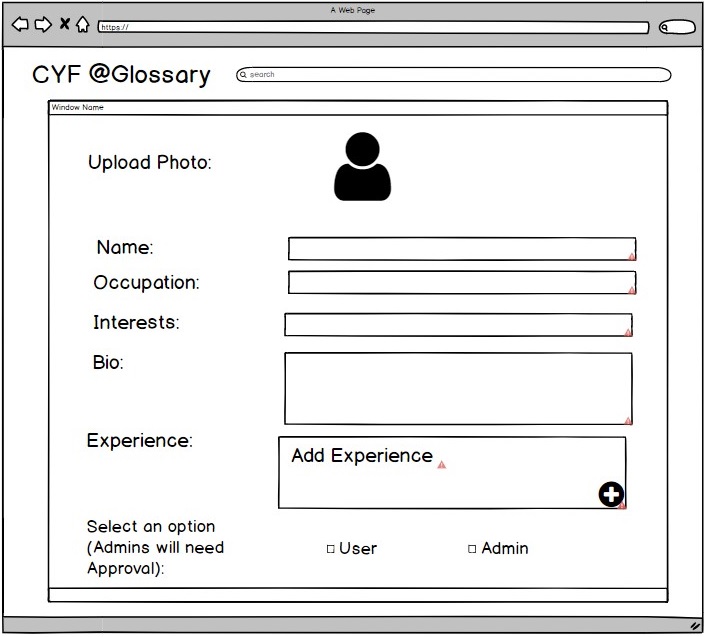 A Web Page
https://
CYF @Glossary
search
Window Name
Upload Photo:
Name:
Occupation:
Interests:
Bio:
Experience:
Add Experience
Select an option
(Admins will need
Approval):
User
Admin